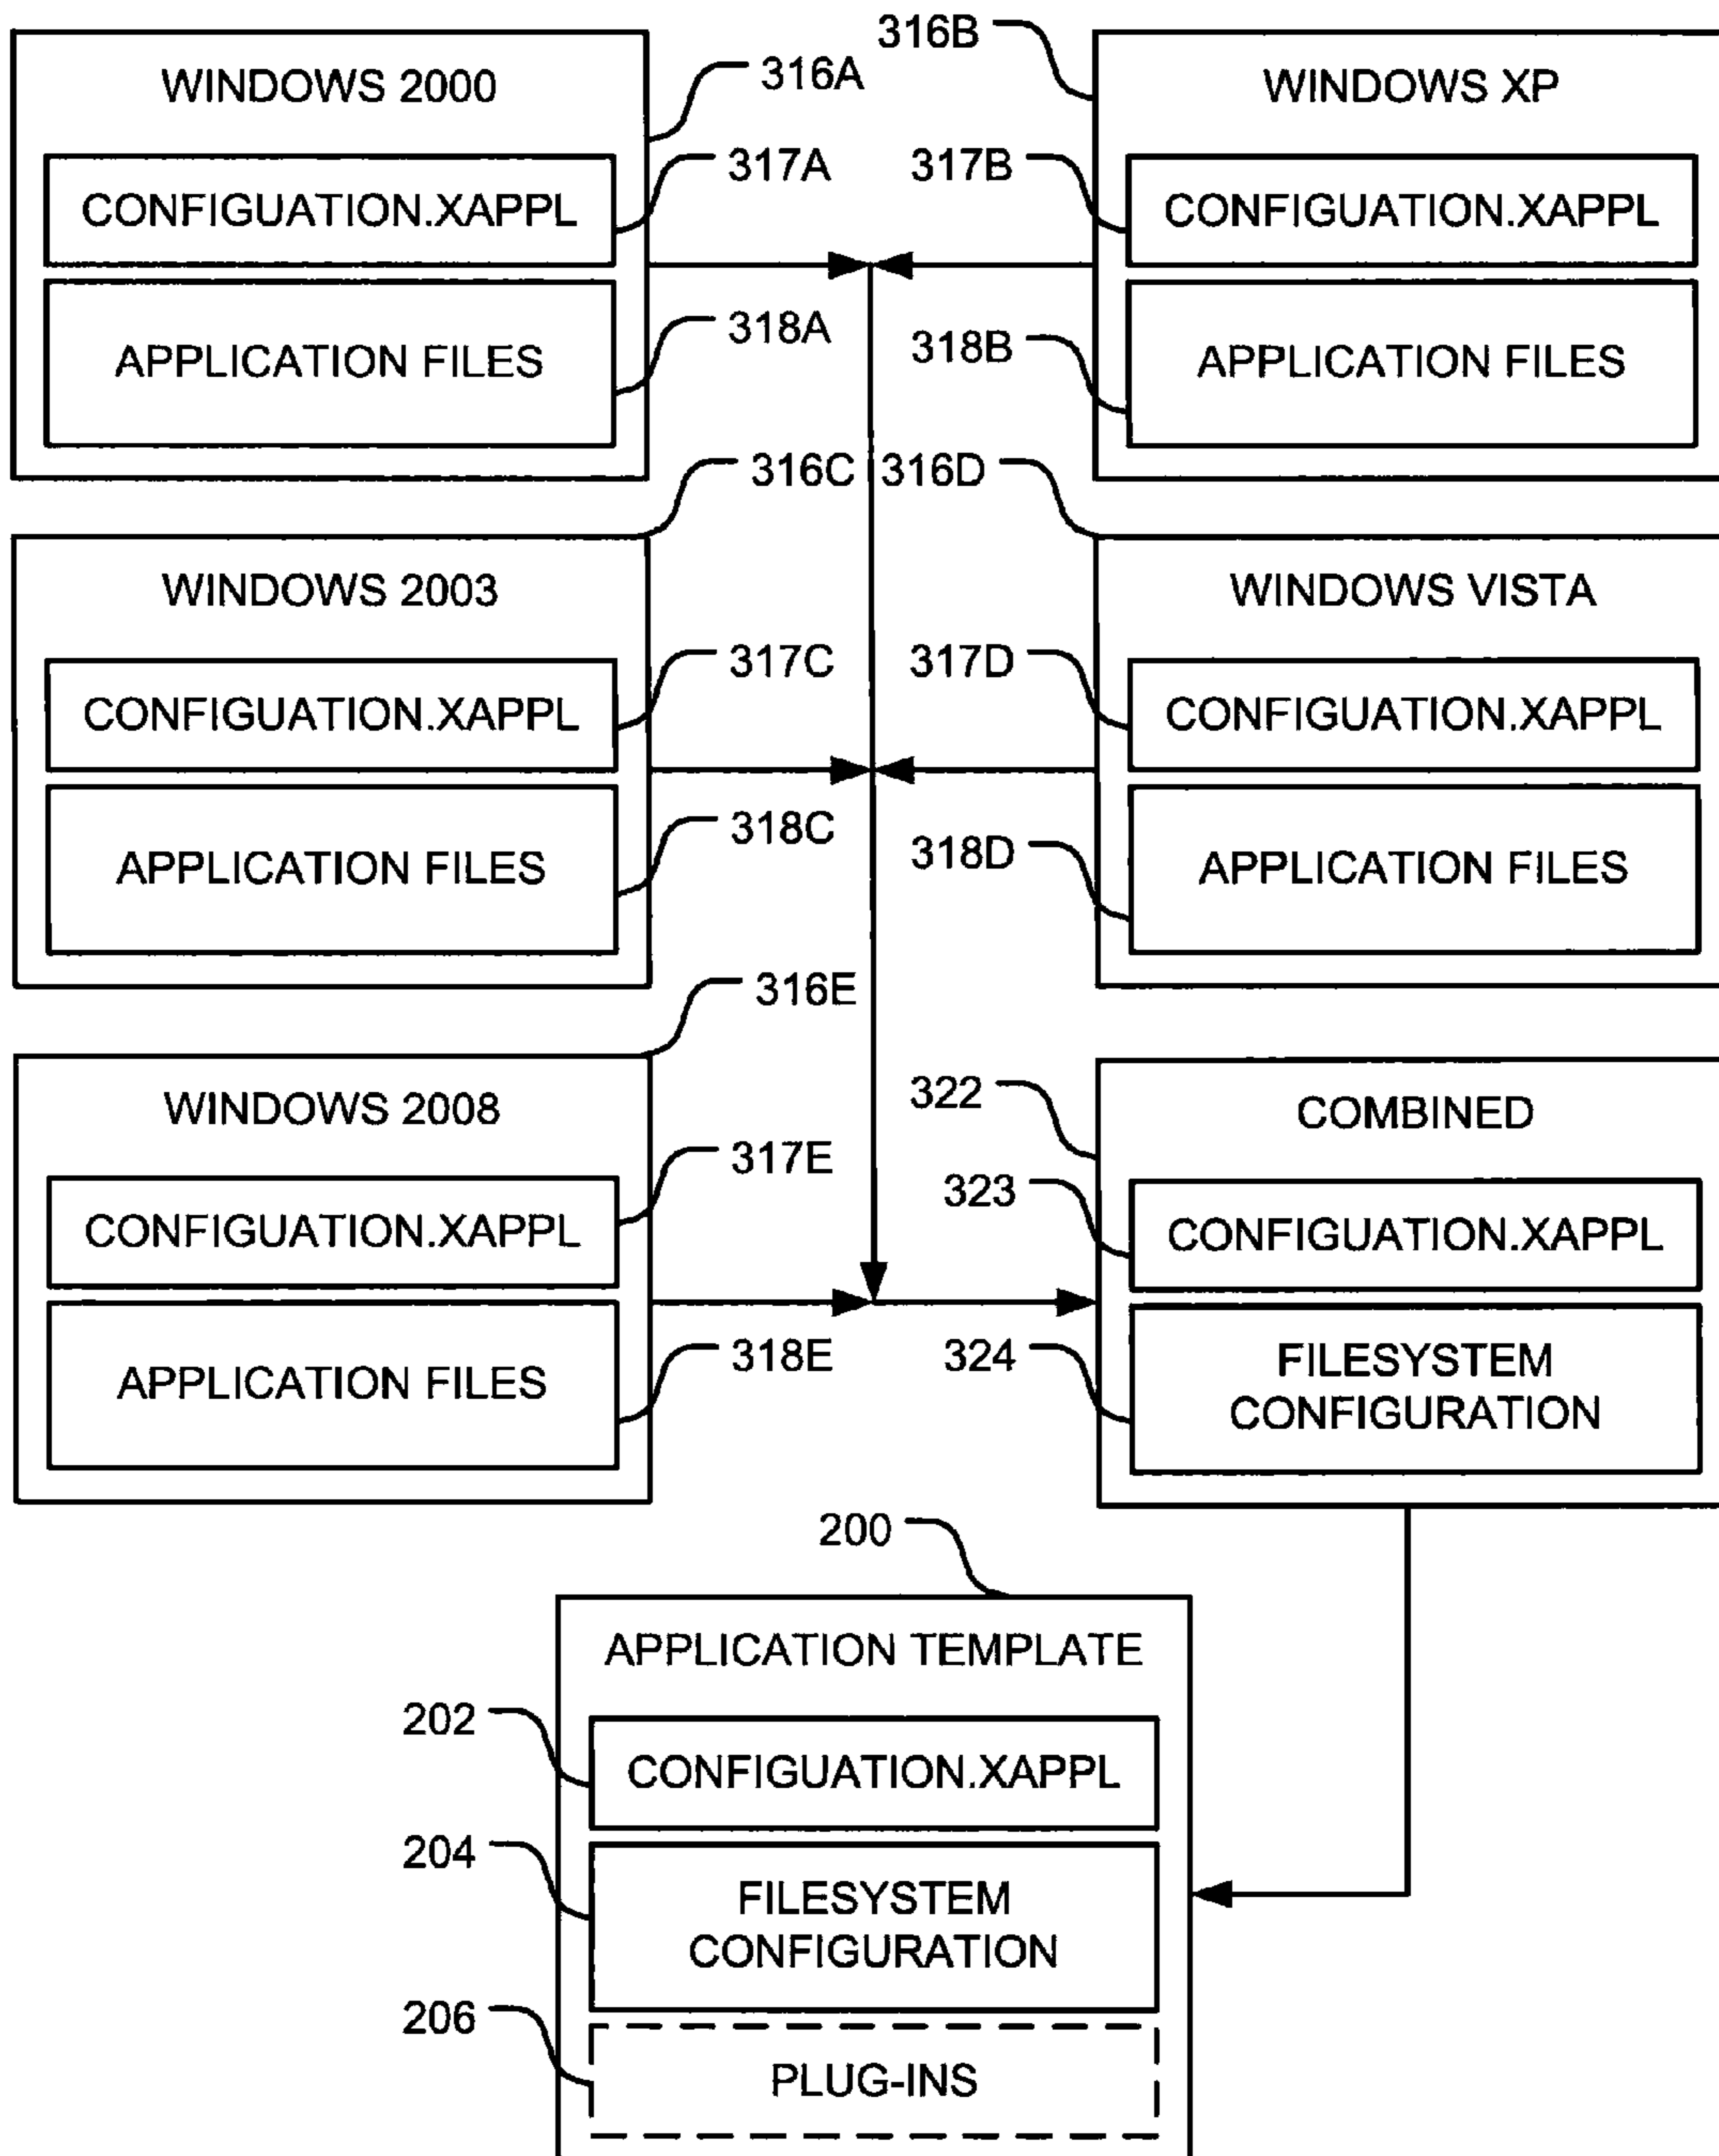 WINDOWS 2000
316A
CONFIGUATION.XAPPL
317A
APPLICATION FILES
318A
316B
WINDOWS XP
317B
CONFIGUATION.XAPPL
318B
APPLICATION FILES
316C
WINDOWS 2003
317C
CONFIGUATION.XAPPL
318C
APPLICATION FILES
316D
WINDOWS VISTA
317D
CONFIGUATION.XAPPL
318D
APPLICATION FILES
316E
WINDOWS 2008
317E
CONFIGUATION.XAPPL
318E
APPLICATION FILES
322
COMBINED
323
CONFIGUATION.XAPPL
324
FILESYSTEM
CONFIGURATION
200
APPLICATION TEMPLATE
202
CONFIGUATION.XAPPL
204
FILESYSTEM
CONFIGURATION
206
PLUG-INS